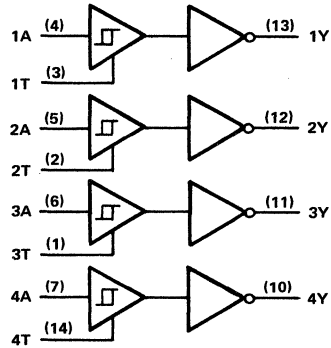 1A (4) (13) 1Y
1T (3)
2A (5) (12) 2Y
2T (2)
3A (6) (11) 3Y
3T (1)
4A (7) (10) 4Y
4T (14)